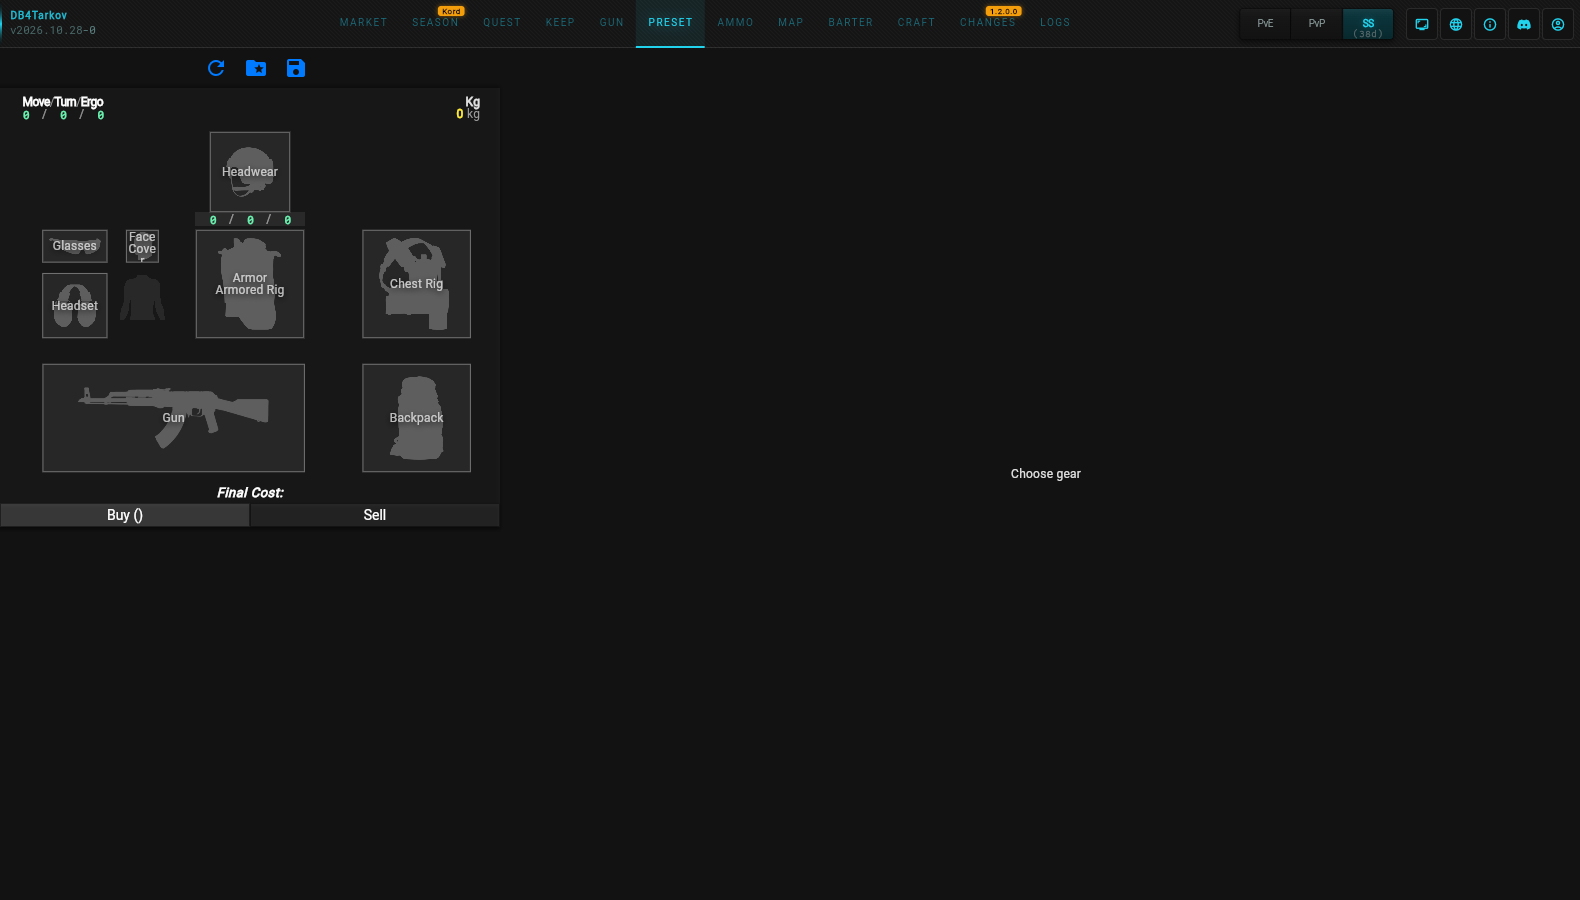 DB4Tarkov
v2026.10.28-0
MARKET
SEASON
Kord
QUEST
KEEP
GUN
PRESET
AMMO
MAP
BARTER
CRAFT
CHANGES
1.2.0.0
LOGS
PvE
PvP
SS
(38d)
Move/Turn/Ergo
0 / 0 / 0
Kg
0 kg
Headwear
0 / 0 / 0
Glasses
Face
Cove
r
Armor
Armored Rig
Chest Rig
Headset
Gun
Backpack
Final Cost:
Buy ()
Sell
Choose gear